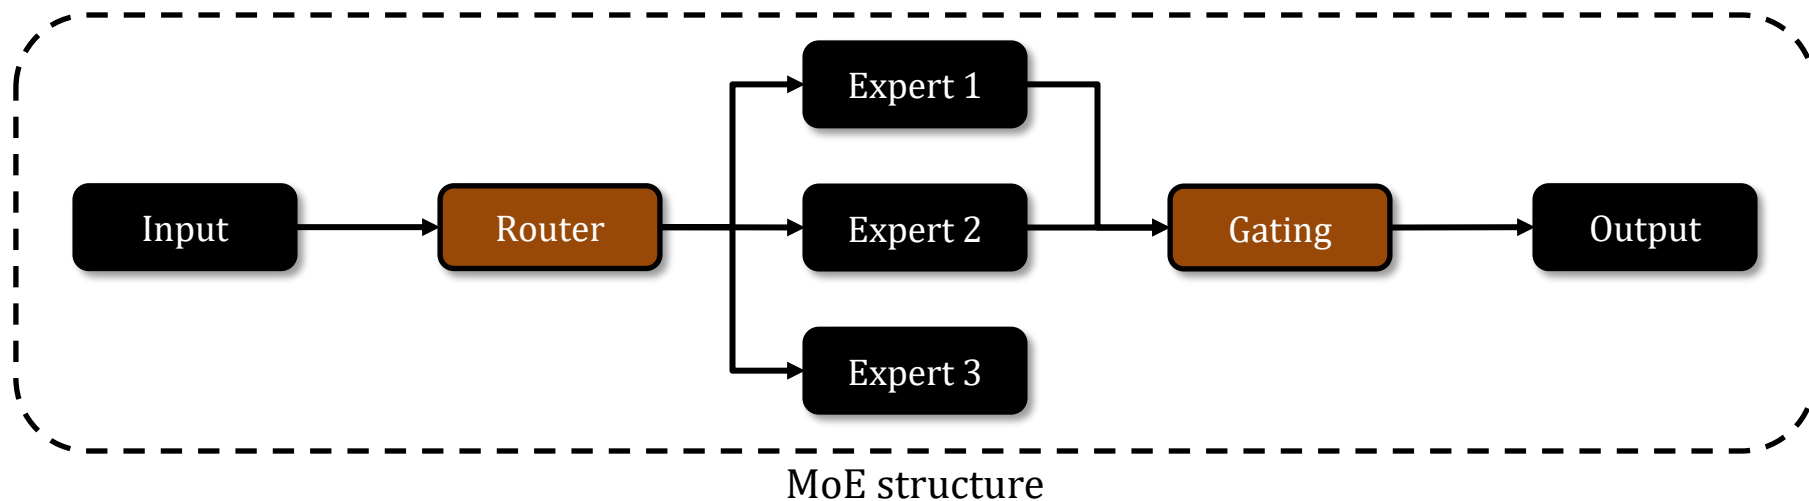 Expert 1
Input
Router
Expert 2
Gating
Output
Expert 3
MoE structure